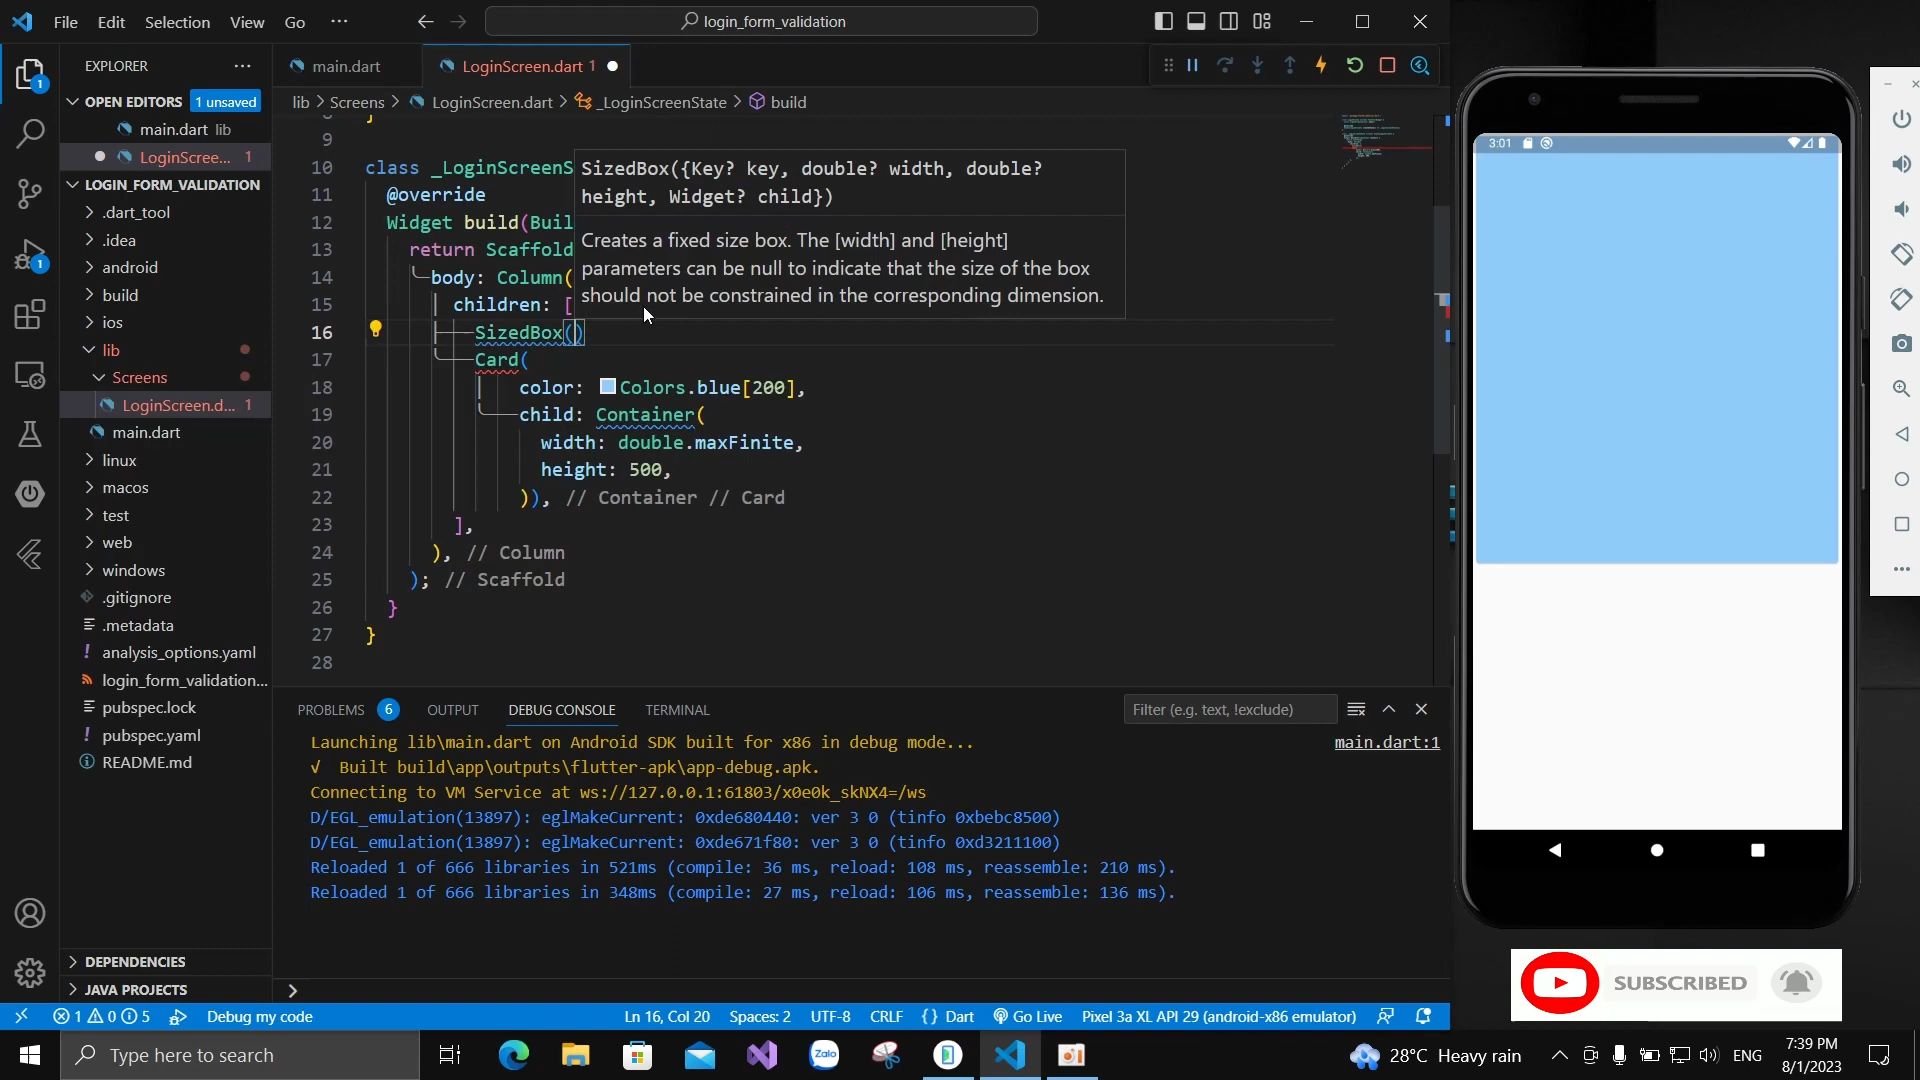 File Edit Selection View Go ···
login_form_validation
EXPLORER
main.dart
LoginScreen.dart 1
OPEN EDITORS 1 unsaved
main.dart lib
LoginScree... 1
LOGIN_FORM_VALIDATION
.dart_tool
.idea
android
build
ios
lib
Screens
LoginScreen.d... 1
main.dart
linux
macos
test
web
windows
.gitignore
.metadata
analysis_options.yaml
login_form_validation...
pubspec.lock
pubspec.yaml
README.md
DEPENDENCIES
JAVA PROJECTS
lib > Screens > LoginScreen.dart > _LoginScreenState > build
9
10 class _LoginScreenS
11 @override
12 Widget build(Buil
13 return Scaffold
14 body: Column(
15 children: [
16 SizedBox()
17 Card(
18 color: Colors.blue[200],
19 child: Container(
20 width: double.maxFinite,
21 height: 500,
22 )), // Container // Card
23 ],
24 ), // Column
25 ); // Scaffold
26 }
27 }
28
SizedBox({Key? key, double? width, double?
height, Widget? child})
Creates a fixed size box. The [width] and [height]
parameters can be null to indicate that the size of the box
should not be constrained in the corresponding dimension.
PROBLEMS 6 OUTPUT DEBUG CONSOLE TERMINAL
Filter (e.g. text, !exclude)
Launching lib\main.dart on Android SDK built for x86 in debug mode...
main.dart:1
√ Built build\app\outputs\flutter-apk\app-debug.apk.
Connecting to VM Service at ws://127.0.0.1:61803/x0e0k_skNX4=/ws
D/EGL_emulation(13897): eglMakeCurrent: 0xde680440: ver 3 0 (tinfo 0xbebc8500)
D/EGL_emulation(13897): eglMakeCurrent: 0xde671f80: ver 3 0 (tinfo 0xd3211100)
Reloaded 1 of 666 libraries in 521ms (compile: 36 ms, reload: 108 ms, reassemble: 210 ms).
Reloaded 1 of 666 libraries in 348ms (compile: 27 ms, reload: 106 ms, reassemble: 136 ms).
1 0 5 Debug my code Ln 16, Col 20 Spaces: 2 UTF-8 CRLF {} Dart Go Live Pixel 3a XL API 29 (android-x86 emulator)
3:01
SUBSCRIBED
Type here to search
Zalo
28°C Heavy rain
ENG
7:39 PM
8/1/2023